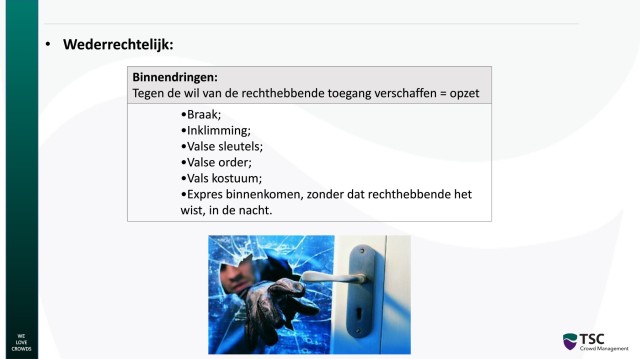 • Wederrechtelijk:
Binnendringen:
Tegen de wil van de rechthebbende toegang verschaffen = opzet
•Braak;
•Inklimming;
•Valse sleutels;
•Valse order;
•Vals kostuum;
•Expres binnenkomen, zonder dat rechthebbende het
wist, in de nacht.
WE
LOVE
CROWDS
TSC
Crowd Management